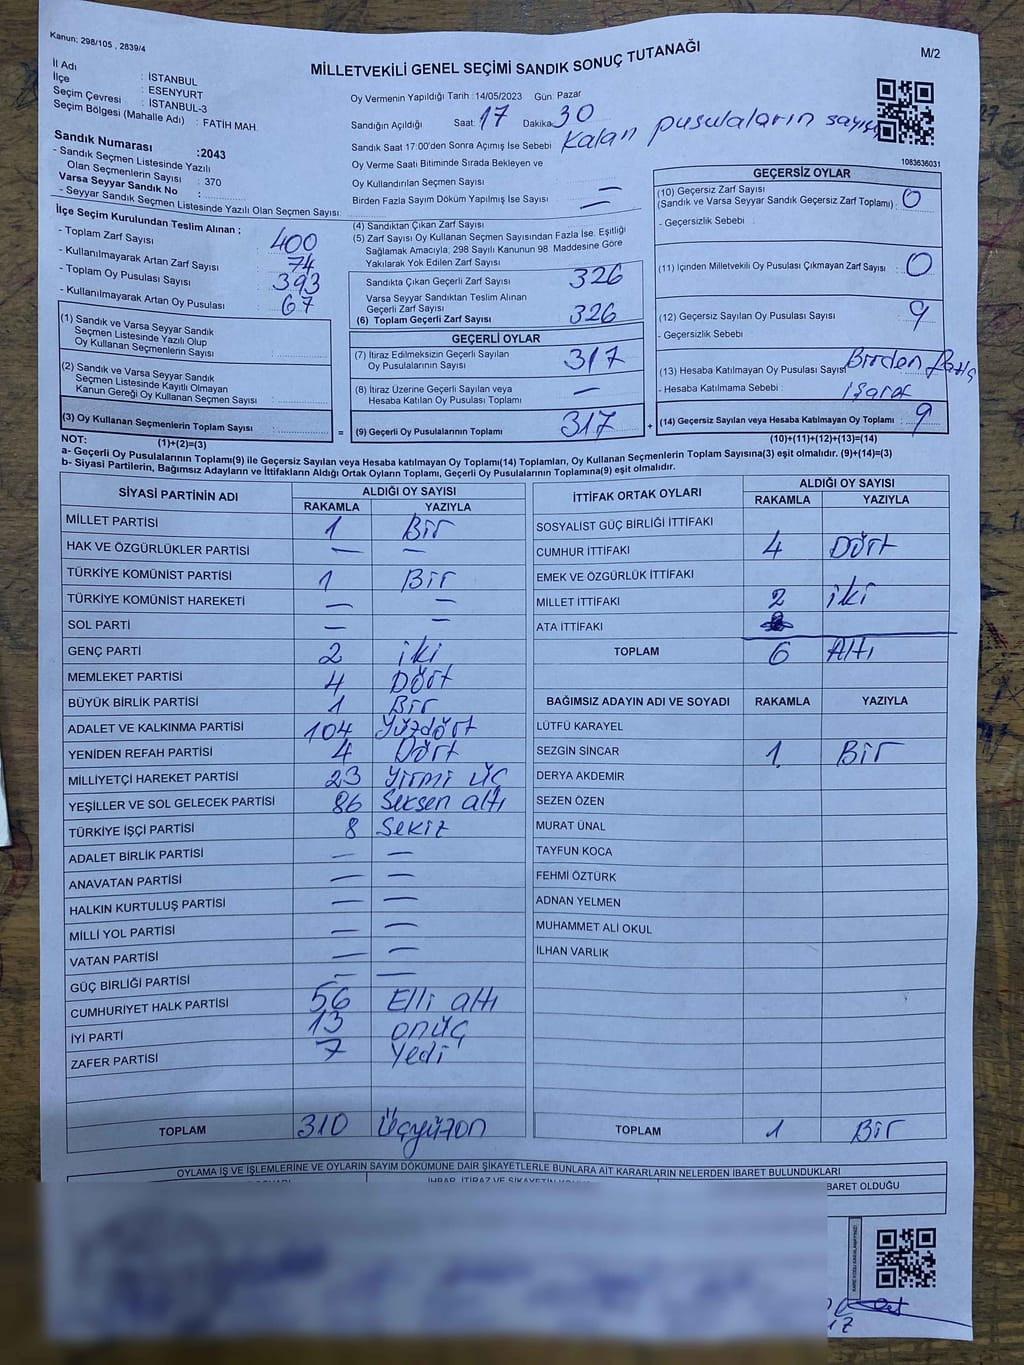 Kanun: 298/105 , 2839/4
MİLLETVEKİLİ GENEL SEÇİMİ SANDIK SONUÇ TUTANAĞI
M/2
İl Adı : İSTANBUL
İlçe : ESENYURT
Seçim Çevresi : İSTANBUL-3
Seçim Bölgesi (Mahalle Adı) : FATİH MAH.
Sandık Numarası :2043
- Sandık Seçmen Listesinde Yazılı
Olan Seçmenlerin Sayısı : 370
Varsa Seyyar Sandık No :
- Seyyar Sandık Seçmen Listesinde Yazılı Olan Seçmen Sayısı:
Oy Vermenin Yapıldığı Tarih :14/05/2023 Gün: Pazar
Sandığın Açıldığı Saat: 17 Dakika: 30
Sandık Saat 17:00'den Sonra Açılmış İse Sebebi Kalan pusulaların sayısı
Oy Verme Saati Bitiminde Sırada Bekleyen ve
Oy Kullandırılan Seçmen Sayısı : —
Birden Fazla Sayım Döküm Yapılmış İse Sayısı : —
1083636031
İlçe Seçim Kurulundan Teslim Alınan ;
- Toplam Zarf Sayısı : 400
- Kullanılmayarak Artan Zarf Sayısı : 74
- Toplam Oy Pusulası Sayısı : 393
- Kullanılmayarak Artan Oy Pusulası : 67
(1) Sandık ve Varsa Seyyar Sandık
Seçmen Listesinde Yazılı Olup
Oy Kullanan Seçmenlerin Sayısı :
(2) Sandık ve Varsa Seyyar Sandık
Seçmen Listesinde Kayıtlı Olmayan
Kanun Gereği Oy Kullanan Seçmen Sayısı :
(3) Oy Kullanan Seçmenlerin Toplam Sayısı :
(4) Sandıktan Çıkan Zarf Sayısı :
(5) Zarf Sayısı Oy Kullanan Seçmen Sayısından Fazla İse, Eşitliği
Sağlamak Amacıyla, 298 Sayılı Kanunun 98. Maddesine Göre
Yakılarak Yok Edilen Zarf Sayısı :
Sandıkta Çıkan Geçerli Zarf Sayısı : 326
Varsa Seyyar Sandıktan Teslim Alınan
Geçerli Zarf Sayısı :
(6) Toplam Geçerli Zarf Sayısı : 326
GEÇERLİ OYLAR
(7) İtiraz Edilmeksizin Geçerli Sayılan
Oy Pusulalarının Sayısı : 317
(8) İtiraz Üzerine Geçerli Sayılan veya
Hesaba Katılan Oy Pusulası Toplamı : —
= (9) Geçerli Oy Pusulalarının Toplamı : 317
GEÇERSİZ OYLAR
(10) Geçersiz Zarf Sayısı
(Sandık ve Varsa Seyyar Sandık Geçersiz Zarf Toplamı) : 0
- Geçersizlik Sebebi :
(11) İçinden Milletvekili Oy Pusulası Çıkmayan Zarf Sayısı : 0
(12) Geçersiz Sayılan Oy Pusulası Sayısı : 9
- Geçersizlik Sebebi :
(13) Hesaba Katılmayan Oy Pusulası Sayısı : Birden fazla
- Hesaba Katılmama Sebebi : işaret
+ (14) Geçersiz Sayılan veya Hesaba Katılmayan Oy Toplamı : 9
NOT: (1)+(2)=(3)
(10)+(11)+(12)+(13)=(14)
a- Geçerli Oy Pusulalarının Toplamı(9) ile Geçersiz Sayılan veya Hesaba katılmayan Oy Toplamı(14) Toplamları, Oy Kullanan Seçmenlerin Toplam Sayısına(3) eşit olmalıdır. (9)+(14)=(3)
b- Siyasi Partilerin, Bağımsız Adayların ve İttifakların Aldığı Ortak Oyların Toplamı, Geçerli Oy Pusulalarının Toplamına(9) eşit olmalıdır.
SİYASİ PARTİNİN ADI ALDIĞI OY SAYISI
RAKAMLA YAZIYLA
MİLLET PARTİSİ 1 Bir
HAK VE ÖZGÜRLÜKLER PARTİSİ — —
TÜRKİYE KOMÜNİST PARTİSİ 1 Bir
TÜRKİYE KOMÜNİST HAREKETİ — —
SOL PARTİ — —
GENÇ PARTİ 2 iki
MEMLEKET PARTİSİ 4 Dört
BÜYÜK BİRLİK PARTİSİ 1 Bir
ADALET VE KALKINMA PARTİSİ 104 Yüzdört
YENİDEN REFAH PARTİSİ 4 Dört
MİLLİYETÇİ HAREKET PARTİSİ 23 Yirmi üç
YEŞİLLER VE SOL GELECEK PARTİSİ 86 Seksen altı
TÜRKİYE İŞÇİ PARTİSİ 8 Sekiz
ADALET BİRLİK PARTİSİ — —
ANAVATAN PARTİSİ — —
HALKIN KURTULUŞ PARTİSİ — —
MİLLİ YOL PARTİSİ — —
VATAN PARTİSİ — —
GÜÇ BİRLİĞİ PARTİSİ — —
CUMHURİYET HALK PARTİSİ 56 Elli altı
İYİ PARTİ 13 onüç
ZAFER PARTİSİ 7 Yedi
TOPLAM 310 Üçyüzon
İTTİFAK ORTAK OYLARI ALDIĞI OY SAYISI
RAKAMLA YAZIYLA
SOSYALİST GÜÇ BİRLİĞİ İTTİFAKI
CUMHUR İTTİFAKI 4 Dört
EMEK VE ÖZGÜRLÜK İTTİFAKI
MİLLET İTTİFAKI 2 iki
ATA İTTİFAKI
TOPLAM 6 Altı
BAĞIMSIZ ADAYIN ADI VE SOYADI RAKAMLA YAZIYLA
LÜTFÜ KARAYEL
SEZGİN SİNCAR 1 Bir
DERYA AKDEMİR
SEZEN ÖZEN
MURAT ÜNAL
TAYFUN KOCA
FEHMİ ÖZTÜRK
ADNAN YELMEN
MUHAMMET ALİ OKUL
İLHAN VARLIK
TOPLAM 1 Bir
OYLAMA İŞ VE İŞLEMLERİNE VE OYLARIN SAYIM DÖKÜMÜNE DAİR ŞİKAYETLERLE BUNLARA AİT KARARLARIN NELERDEN İBARET BULUNDUKLARI
BARET OLDUĞU